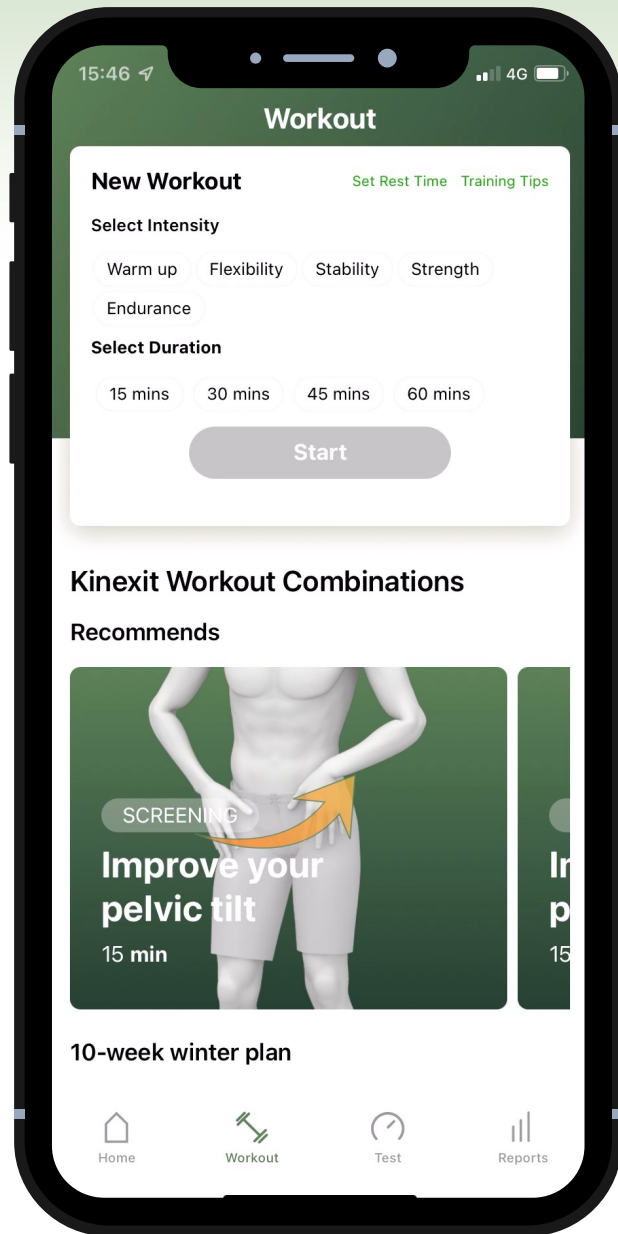 15:46 4G
Workout
New Workout Set Rest Time Training Tips
Select Intensity
Warm up Flexibility Stability Strength
Endurance
Select Duration
15 mins 30 mins 45 mins 60 mins
Start
Kinexit Workout Combinations
Recommends
SCREENING
Improve your
pelvic tilt
15 min
10-week winter plan
Home Workout Test Reports